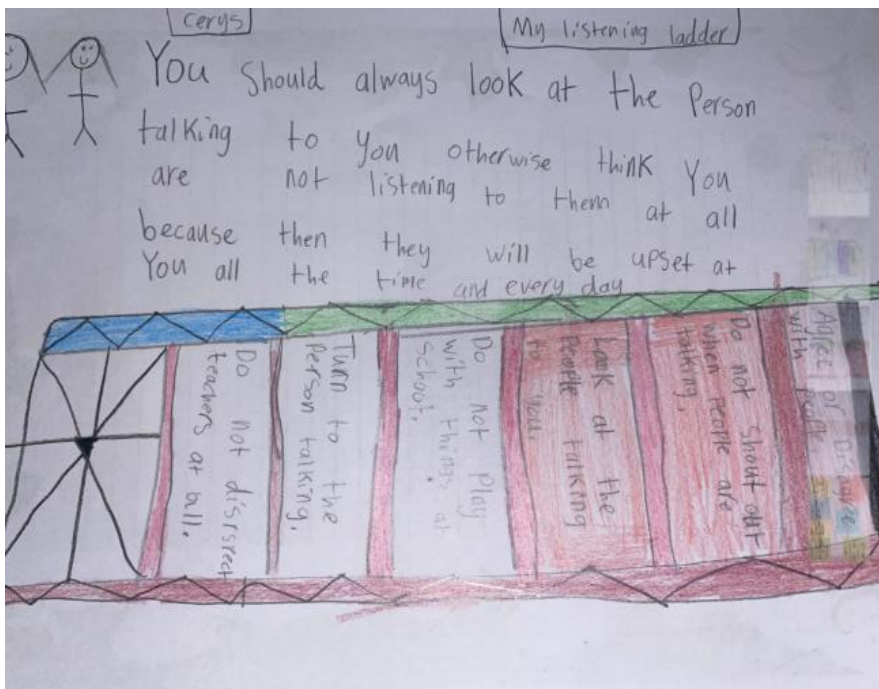 cerys
My listening ladder
You should always look at the Person
talking to you otherwise think You
are not listening to them at all
because then they will be upset at
You all the time and every day
Agree or Disagree
with people
Do not shout out
when people are
talking.
Look at the
People talking
to you.
Do not Play
with things at
school.
Turn to the
Person talking.
Do not disrsrect
teachers at all.